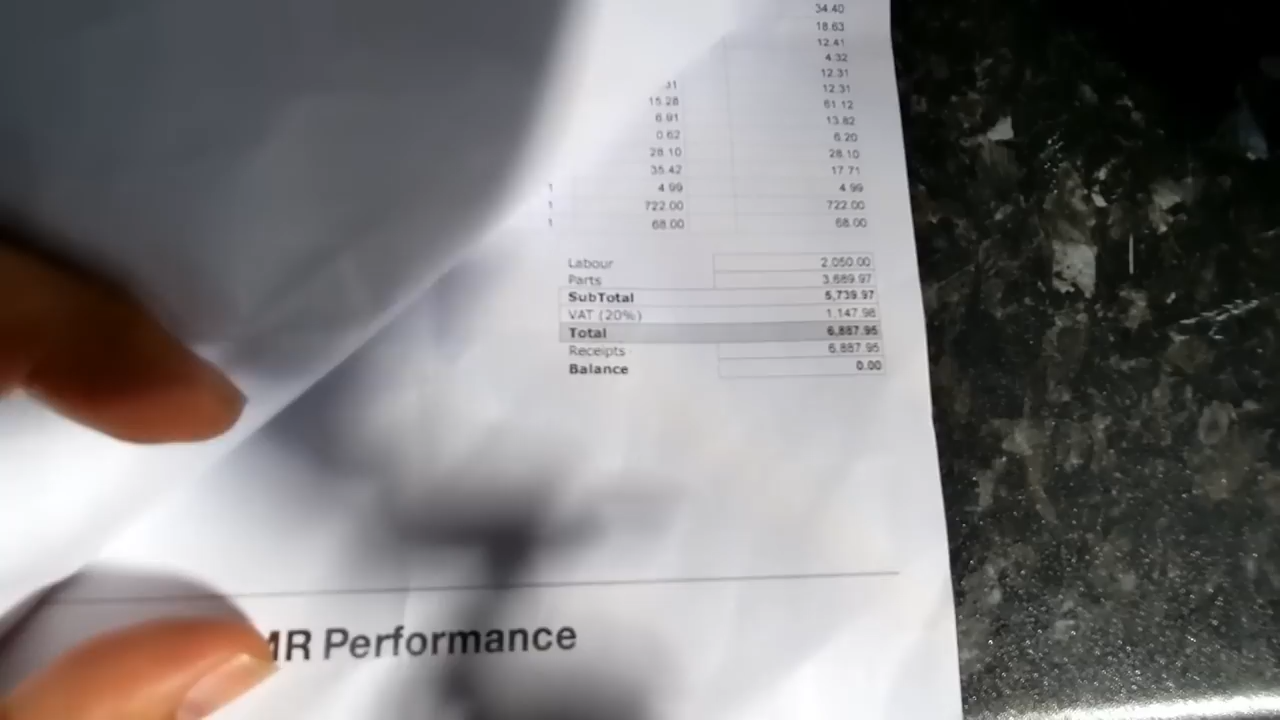 34.40
18.63
12.41
4.32
12.31
31 12.31
15.28 61.12
6.91 13.82
0.62 6.20
28.10 28.10
35.42 17.71
1 4.99 4.99
1 722.00 722.00
1 68.00 68.00
Labour 2,050.00
Parts 3,689.97
SubTotal 5,739.97
VAT (20%) 1,147.98
Total 6,887.95
Receipts 6,887.95
Balance 0.00
MR Performance